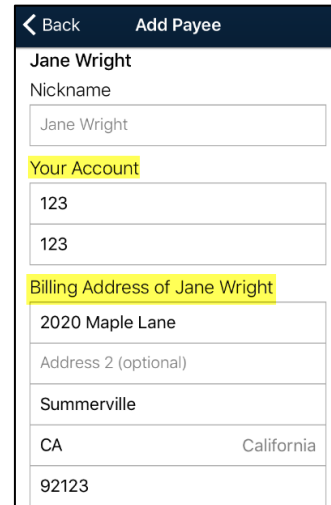 Back Add Payee
Jane Wright
Nickname
Jane Wright
Your Account
123
123
Billing Address of Jane Wright
2020 Maple Lane
Address 2 (optional)
Summerville
CA California
92123